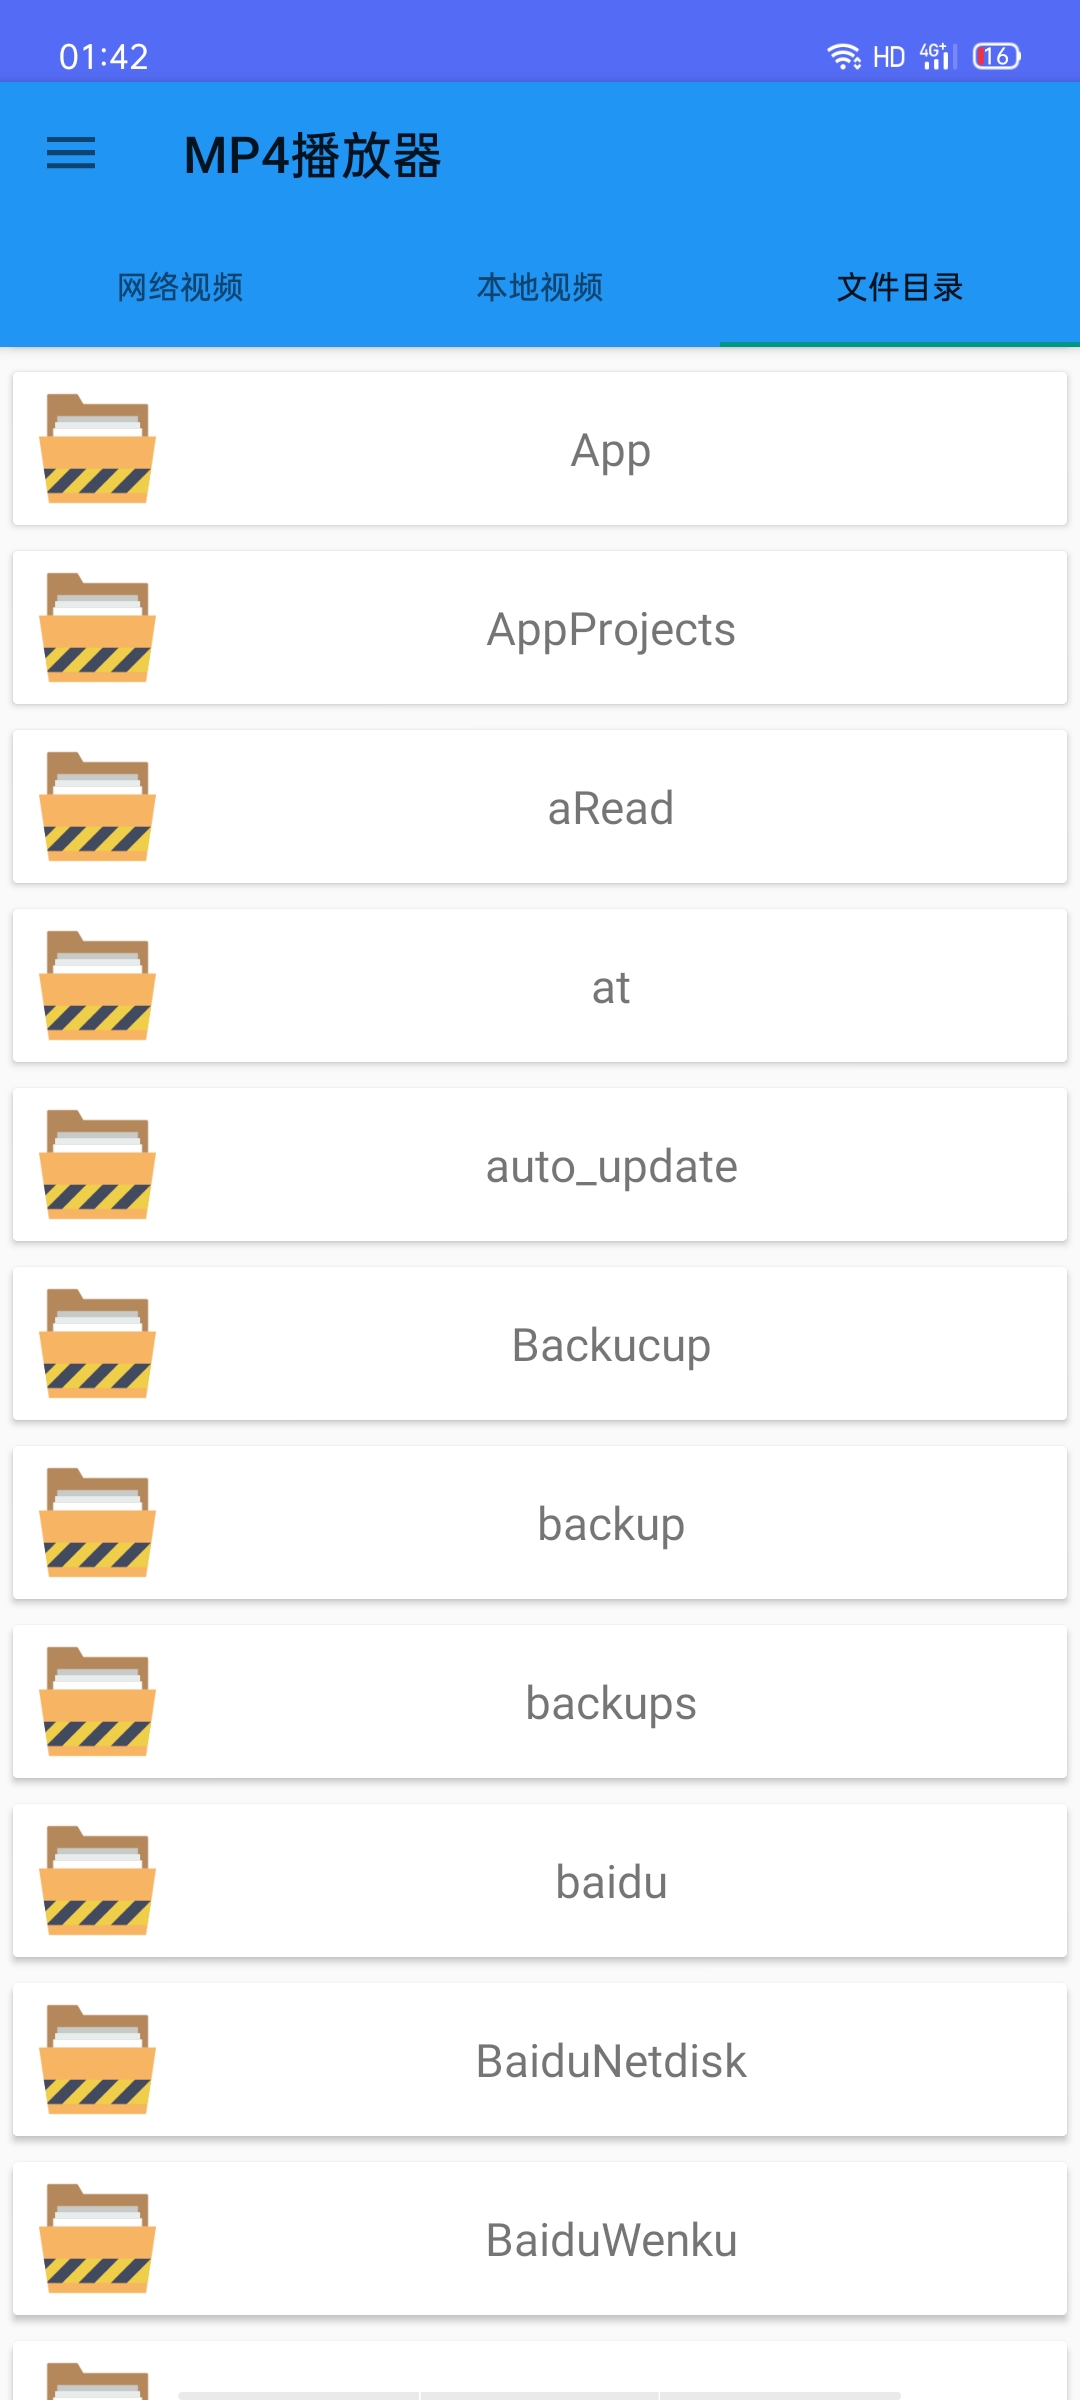 01:42 HD 4G+ 16
MP4播放器
网络视频 本地视频 文件目录
App
AppProjects
aRead
at
auto_update
Backucup
backup
backups
baidu
BaiduNetdisk
BaiduWenku